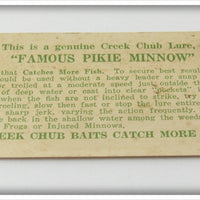 This is a genuine Creek Chub Lure,
"FAMOUS PIKIE MINNOW"
that Catches More Fish. To secure best resul
be used without a heavy leader or snap
or trolled at a moderate speed just outside
of deep water or cast into clear "pockets"
when the fish are not inclined to strike, try
reeling, slow then fast or stop the lure entirel
sharp jerk, varying the action frequently.
back in the shallow water among the weeds
Frogs or Injured Minnows.
EEK CHUB BAITS CATCH MORE